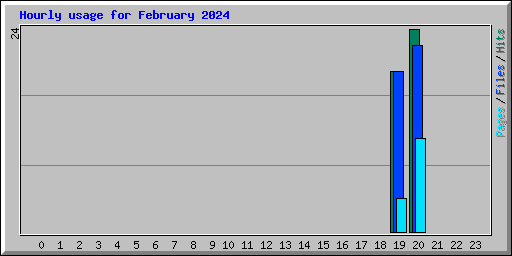 Hourly usage for February 2024
24
Pages/Files/Hits
0 1 2 3 4 5 6 7 8 9 10 11 12 13 14 15 16 17 18 19 20 21 22 23